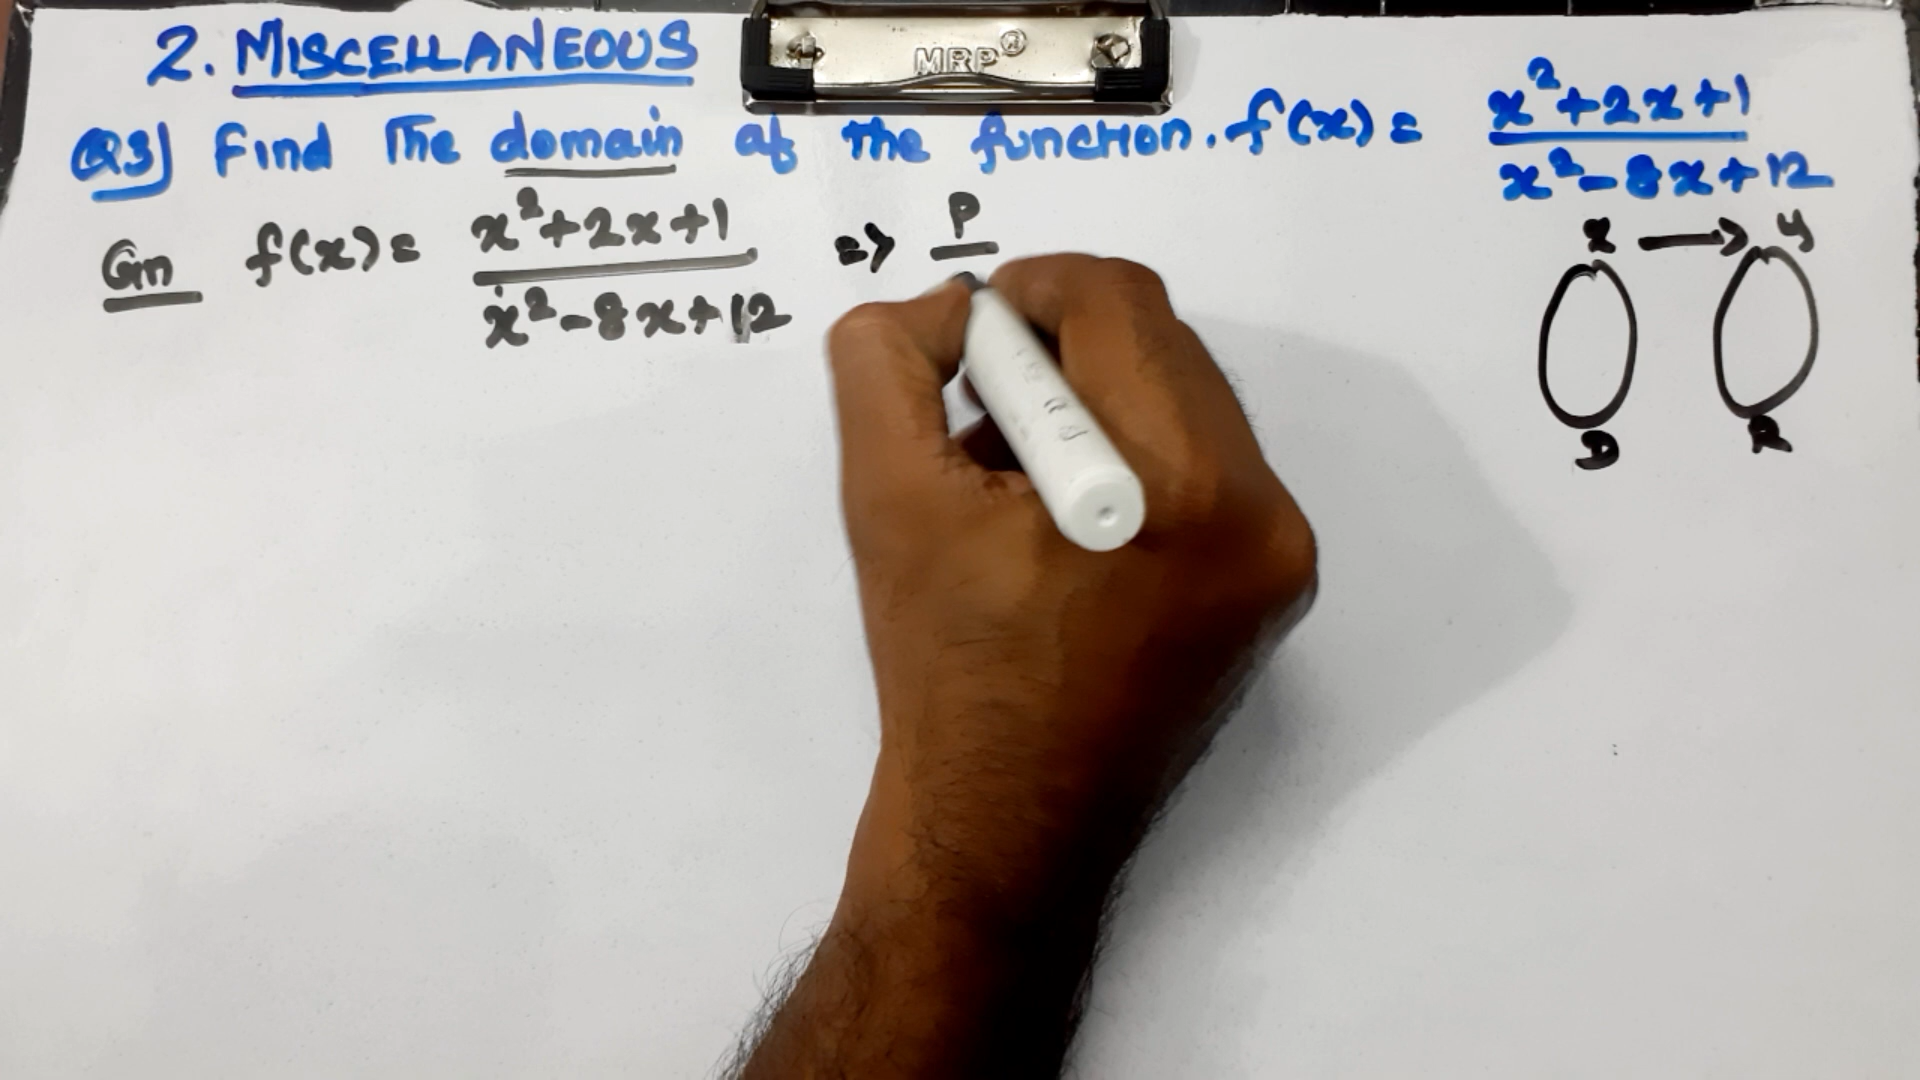 MRP®
2. MISCELLANEOUS
Q3] Find The domain of the function. f(x) = x²+2x+1
x²-8x+12
Gn f(x) = x²+2x+1 => P
x²-8x+12
x → y
D R